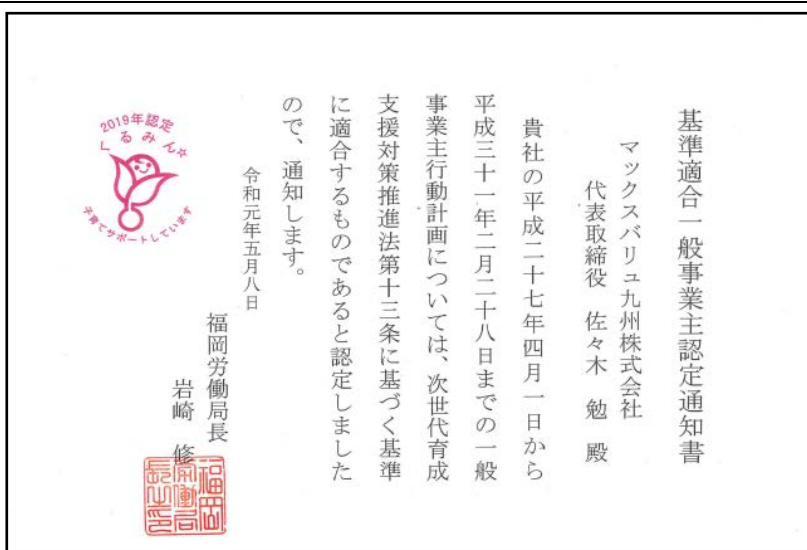 基準適合一般事業主認定通知書
マックスバリュ九州株式会社
代表取締役 佐々木 勉 殿
貴社の平成二十七年四月一日から
平成三十一年二月二十八日までの一般
事業主行動計画については、次世代育成
支援対策推進法第十三条に基づく基準
に適合するものであると認定しました
ので、通知します。
令和元年五月八日
福岡労働局長
岩崎 修
福岡
労働局
長之印
2019年認定
くるみん☆
子育てサポートしています